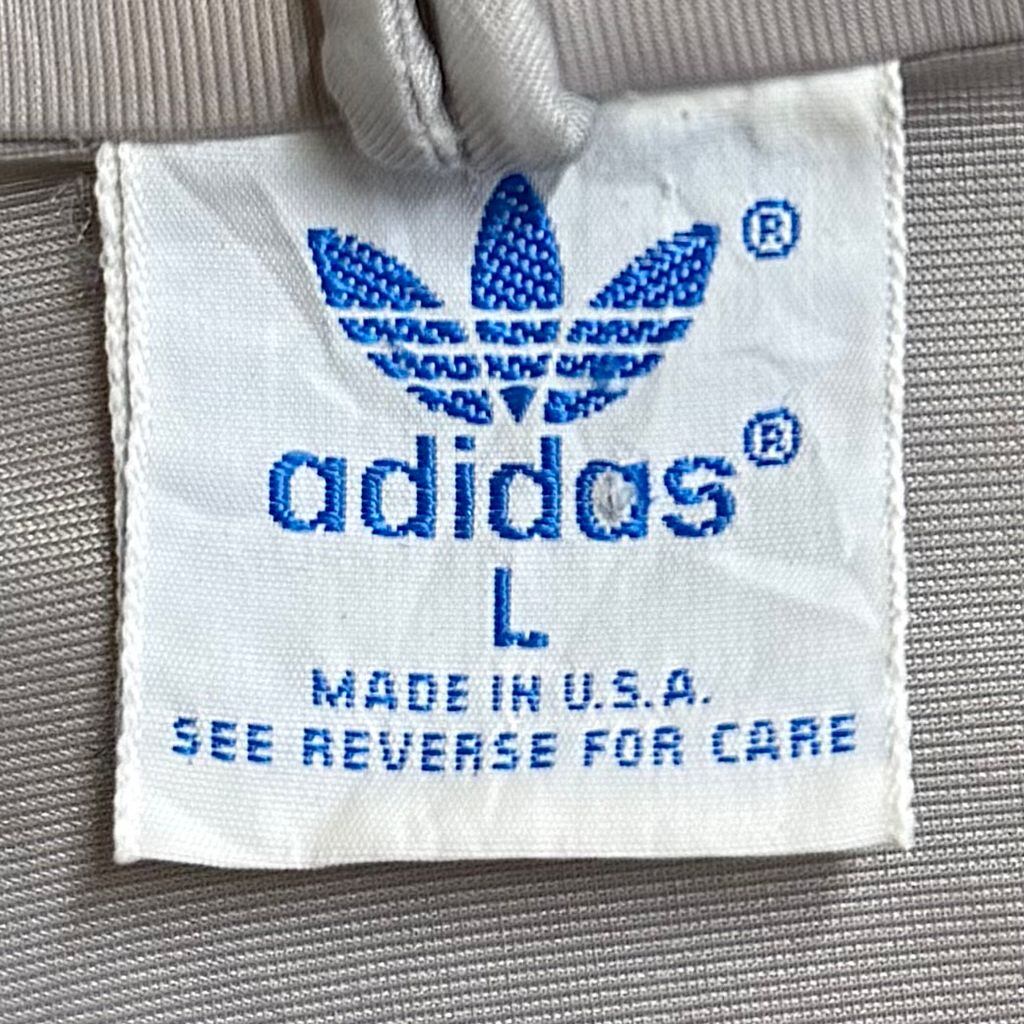 ®
adidas®
L
MADE IN U.S.A.
SEE REVERSE FOR CARE